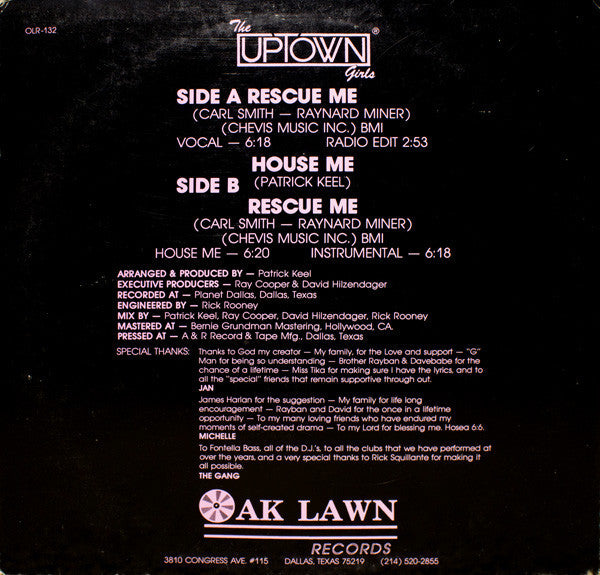 OLR-132
The
UPTOWN®
Girls
SIDE A RESCUE ME
(CARL SMITH — RAYNARD MINER)
(CHEVIS MUSIC INC.) BMI
VOCAL — 6:18 RADIO EDIT 2:53
HOUSE ME
SIDE B (PATRICK KEEL)
RESCUE ME
(CARL SMITH — RAYNARD MINER)
(CHEVIS MUSIC INC.) BMI
HOUSE ME — 6:20 INSTRUMENTAL — 6:18
ARRANGED & PRODUCED BY — Patrick Keel
EXECUTIVE PRODUCERS — Ray Cooper & David Hilzendager
RECORDED AT — Planet Dallas, Dallas, Texas
ENGINEERED BY — Rick Rooney
MIX BY — Patrick Keel, Ray Cooper, David Hilzendager, Rick Rooney
MASTERED AT — Bernie Grundman Mastering, Hollywood, CA.
PRESSED AT — A & R Record & Tape Mfg., Dallas, Texas
SPECIAL THANKS: Thanks to God my creator — My family, for the Love and support — "G"
Man for being so understanding — Brother Rayban & Davebabe for the
chance of a lifetime — Miss Tika for making sure I have the lyrics, and to
all the "special" friends that remain supportive through out.
JAN
James Harlan for the suggestion — My family for life long
encouragement — Rayban and David for the once in a lifetime
opportunity — To my many loving friends who have endured my
moments of self-created drama — To my Lord for blessing me. Hosea 6:6.
MICHELLE
To Fontella Bass, all of the D.J.'s, to all the clubs that we have performed at
over the years, and a very special thanks to Rick Squillante for making it
all possible.
THE GANG
OAK LAWN
RECORDS
3810 CONGRESS AVE. #115 DALLAS, TEXAS 75219 (214) 520-2855